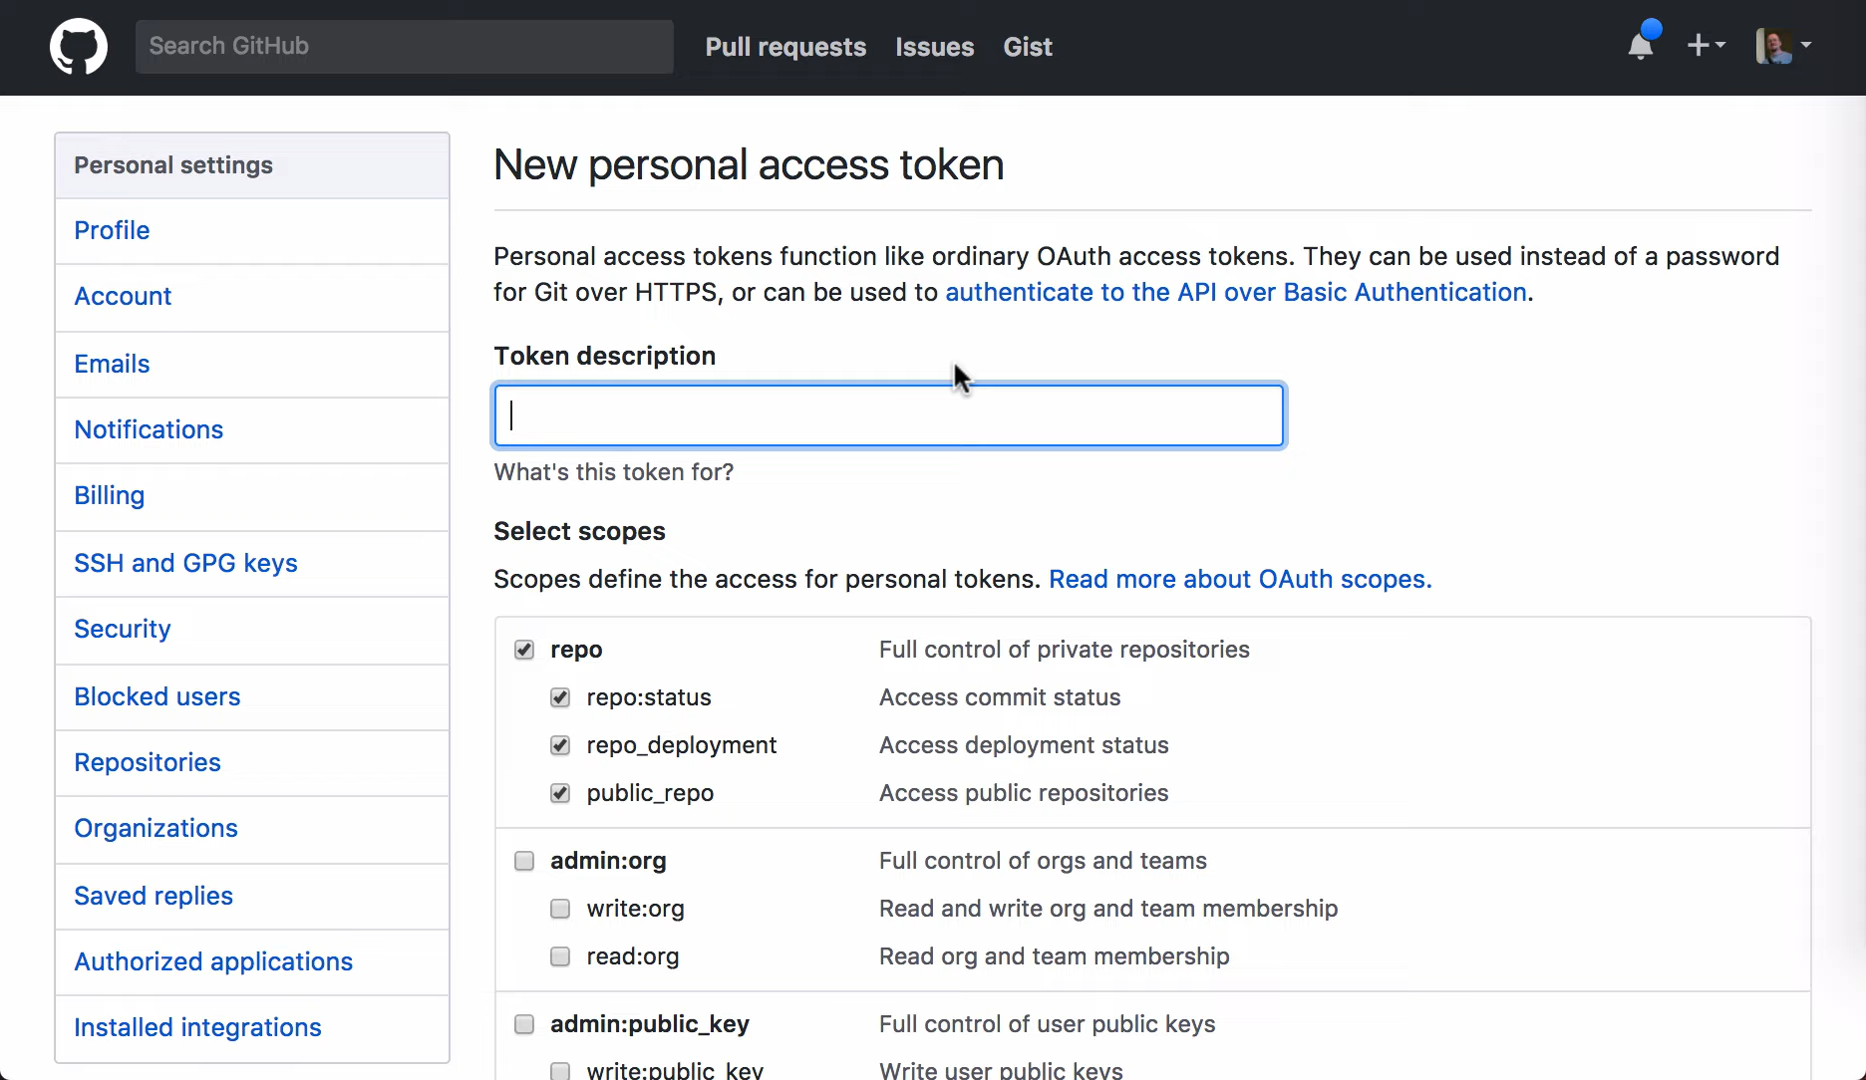 Search GitHub
Pull requests Issues Gist
Personal settings
Profile
Account
Emails
Notifications
Billing
SSH and GPG keys
Security
Blocked users
Repositories
Organizations
Saved replies
Authorized applications
Installed integrations
New personal access token
Personal access tokens function like ordinary OAuth access tokens. They can be used instead of a password
for Git over HTTPS, or can be used to authenticate to the API over Basic Authentication.
Token description
What's this token for?
Select scopes
Scopes define the access for personal tokens. Read more about OAuth scopes.
repo Full control of private repositories
repo:status Access commit status
repo_deployment Access deployment status
public_repo Access public repositories
admin:org Full control of orgs and teams
write:org Read and write org and team membership
read:org Read org and team membership
admin:public_key Full control of user public keys
write:public_key Write user public keys